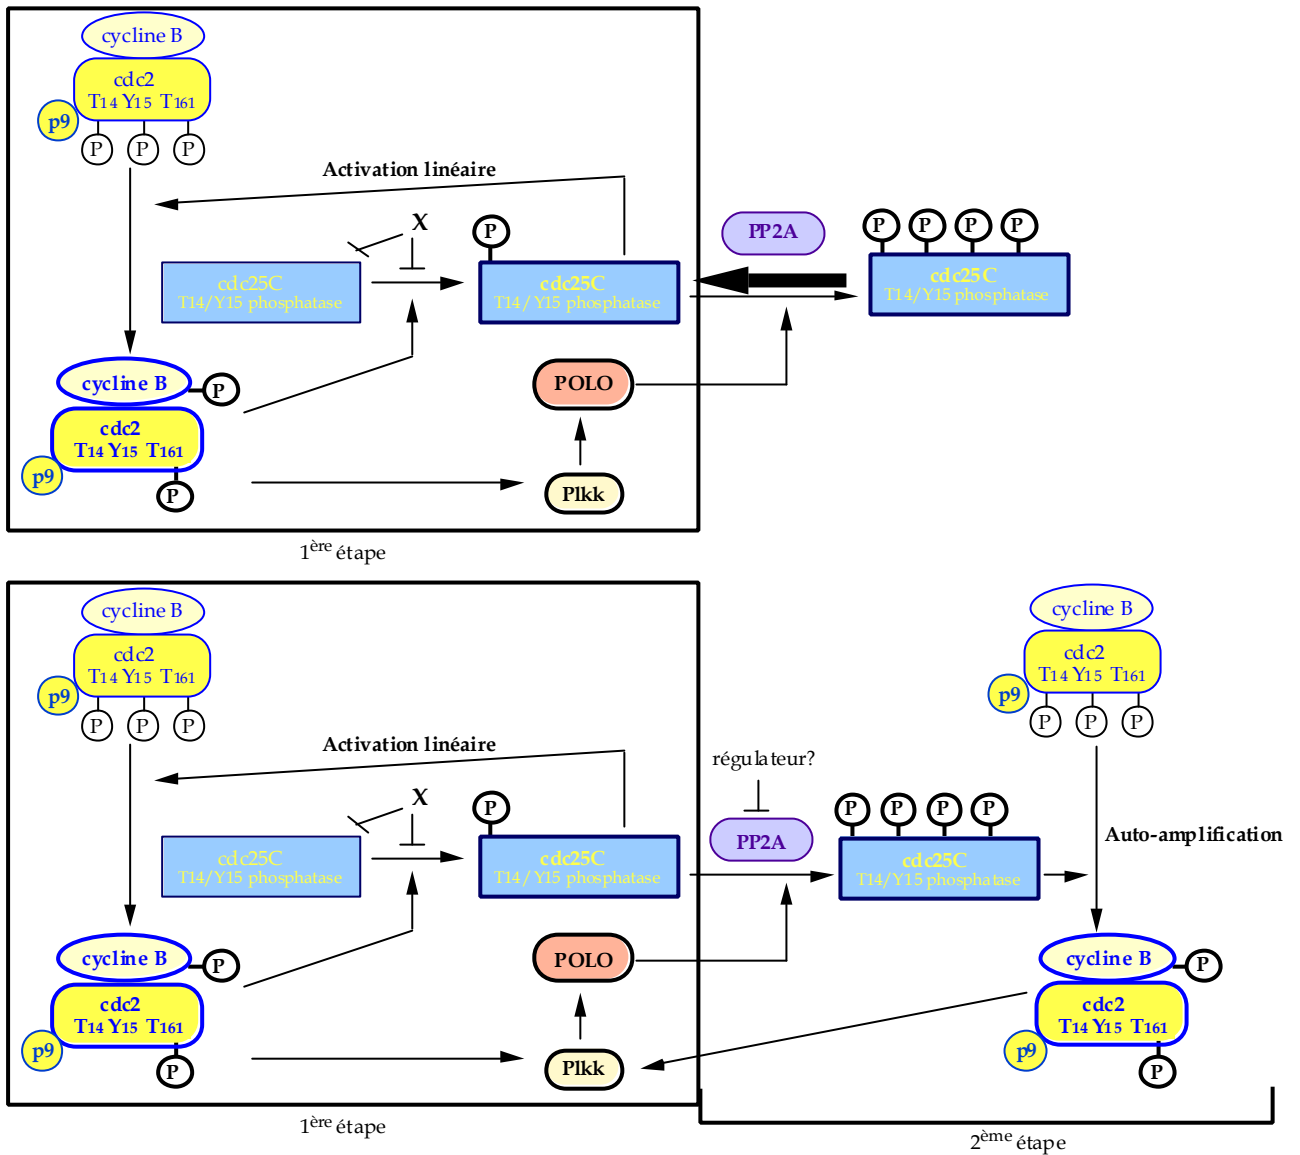 cycline B
cdc2
T14 Y15 T161
p9
P P P
Activation linéaire
X
P
cdc25C
T14/Y15 phosphatase
cdc25C
T14/Y15 phosphatase
PP2A
P P P P
cdc25C
T14/Y15 phosphatase
cycline B
P
cdc2
T14 Y15 T161
p9
P
POLO
Plkk
1ère étape
cycline B
cdc2
T14 Y15 T161
p9
P P P
Activation linéaire
X
P
cdc25C
T14/Y15 phosphatase
cdc25C
T14/Y15 phosphatase
régulateur?
PP2A
P P P P
cdc25C
T14/Y15 phosphatase
cycline B
cdc2
T14 Y15 T161
p9
P P P
Auto-amplification
cycline B
P
cdc2
T14 Y15 T161
p9
P
POLO
Plkk
cycline B
P
cdc2
T14 Y15 T161
p9
P
1ère étape
2ème étape